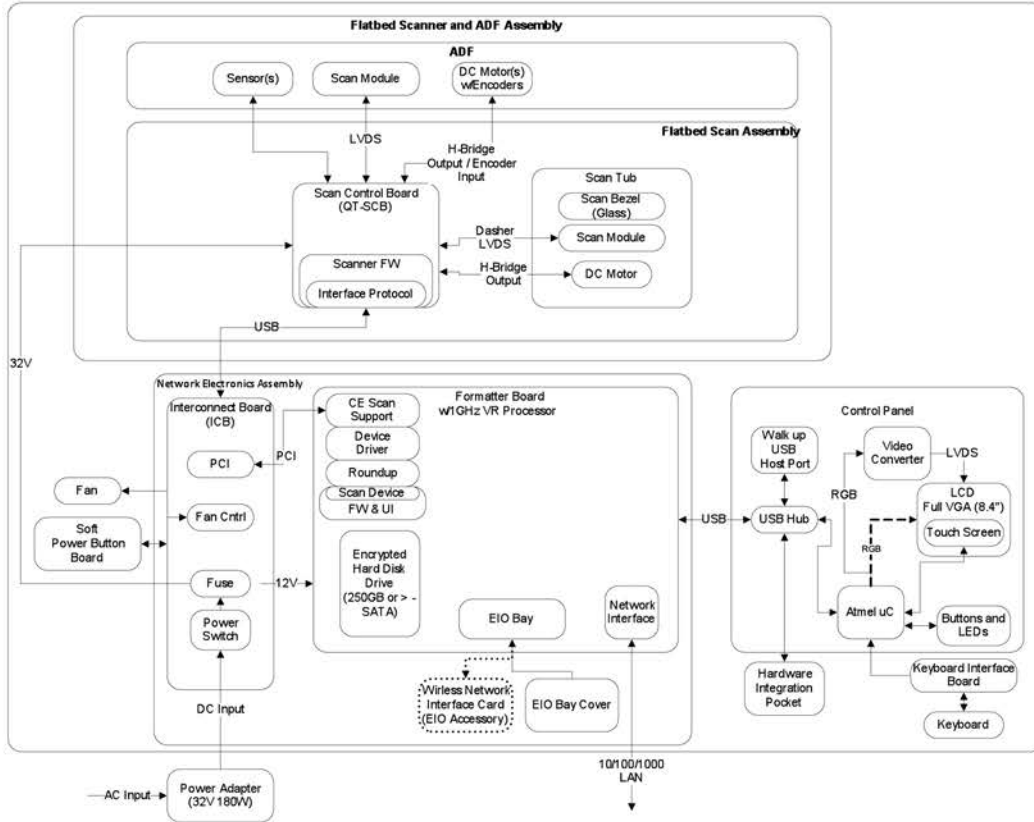 Flatbed Scanner and ADF Assembly
ADF
Sensor(s)
Scan Module
DC Motor(s)
w/Encoders
Flatbed Scan Assembly
LVDS
H-Bridge
Output / Encoder
Input
Scan Control Board
(QT-SCB)
Scan Tub
Scan Bezel
(Glass)
Dasher
LVDS
Scan Module
Scanner FW
H-Bridge
Output
DC Motor
Interface Protocol
USB
32V
Network Electronics Assembly
Interconnect Board
(ICB)
Formatter Board
w/1GHz VR Processor
CE Scan
Support
Device
Driver
PCI
PCI
Roundup
Scan Device
FW & UI
Fan
Fan Cntrl
Soft
Power Button
Board
Encrypted
Hard Disk
Drive
(250GB or > -
SATA)
Fuse
12V
Power
Switch
EIO Bay
Network
Interface
DC Input
Wirless Network
Interface Card
(EIO Accessory)
EIO Bay Cover
USB
Control Panel
Walk up
USB
Host Port
Video
Converter
LVDS
RGB
LCD
Full VGA (8.4")
Touch Screen
USB Hub
RGB
Atmel uC
Buttons and
LEDs
Hardware
Integration
Pocket
Keyboard Interface
Board
Keyboard
10/100/1000
LAN
AC Input
Power Adapter
(32V 180W)